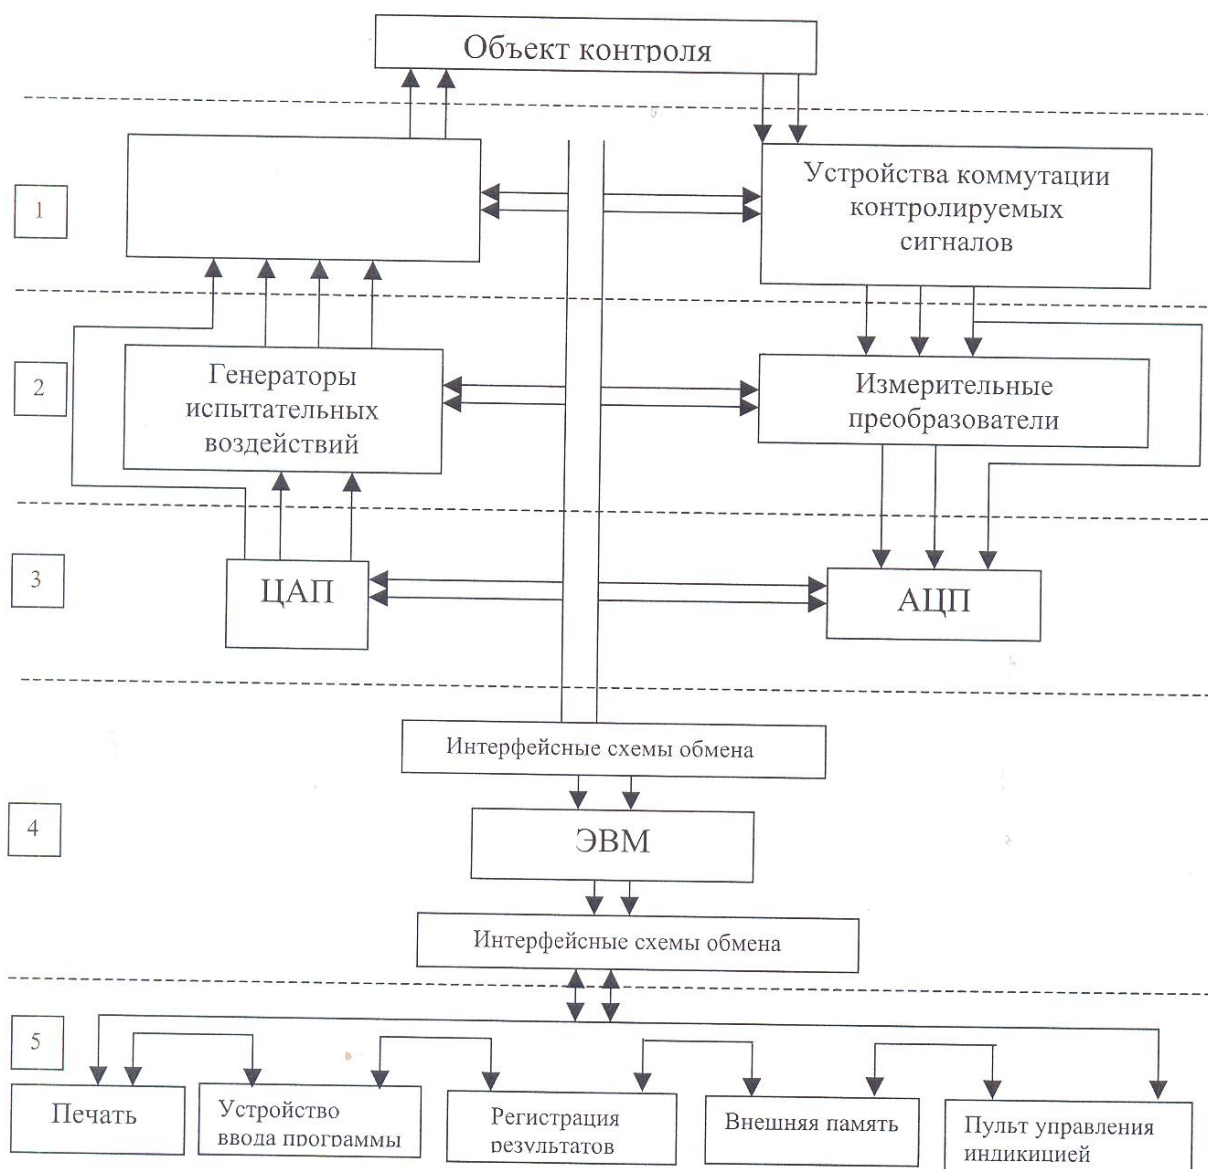 Объект контроля
1
Устройства коммутации
контролируемых
сигналов
2
Генераторы
испытательных
воздействий
Измерительные
преобразователи
3
ЦАП
АЦП
Интерфейсные схемы обмена
4
ЭВМ
Интерфейсные схемы обмена
5
Печать
Устройство
ввода программы
Регистрация
результатов
Внешняя память
Пульт управления
индикицией